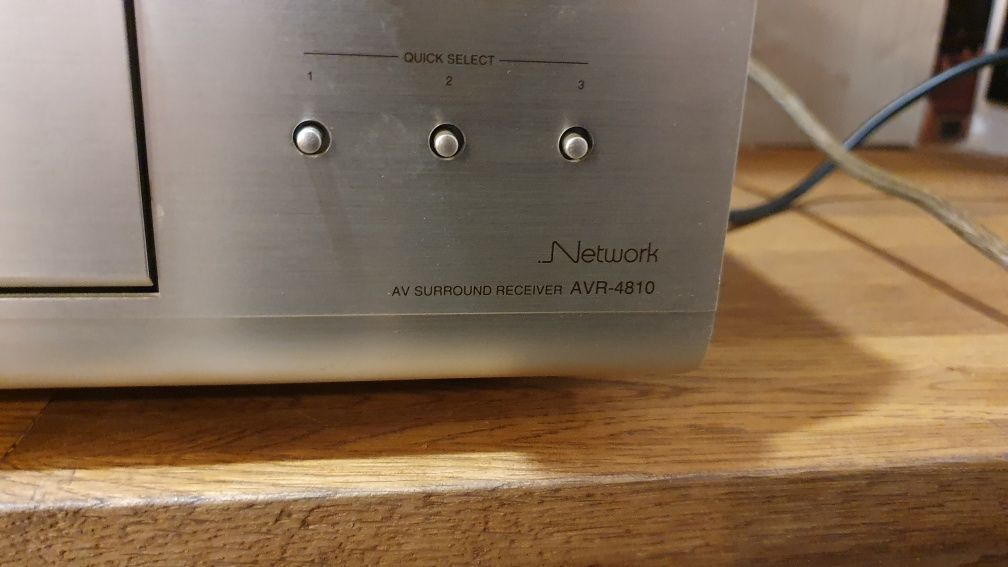 QUICK SELECT
1 2 3
Network
AV SURROUND RECEIVER AVR-4810